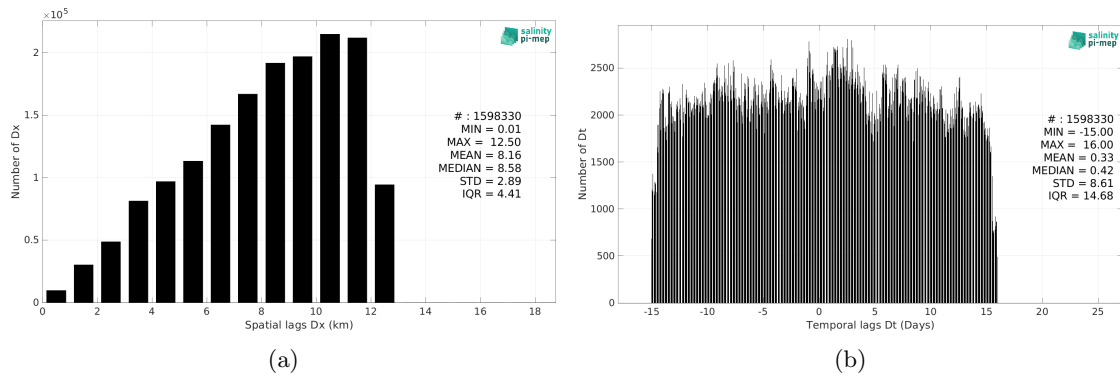 ×10⁵
2
1.5
1
0.5
0
Number of Dx
0 2 4 6 8 10 12 14 16 18
Spatial lags Dx (km)
salinity
pi-mep
# : 1598330
MIN = 0.01
MAX = 12.50
MEAN = 8.16
MEDIAN = 8.58
STD = 2.89
IQR = 4.41
(a)
2500
2000
1500
1000
500
0
Number of Dt
-15 -10 -5 0 5 10 15 20 25
Temporal lags Dt (Days)
salinity
pi-mep
# : 1598330
MIN = -15.00
MAX = 16.00
MEAN = 0.33
MEDIAN = 0.42
STD = 8.61
IQR = 14.68
(b)